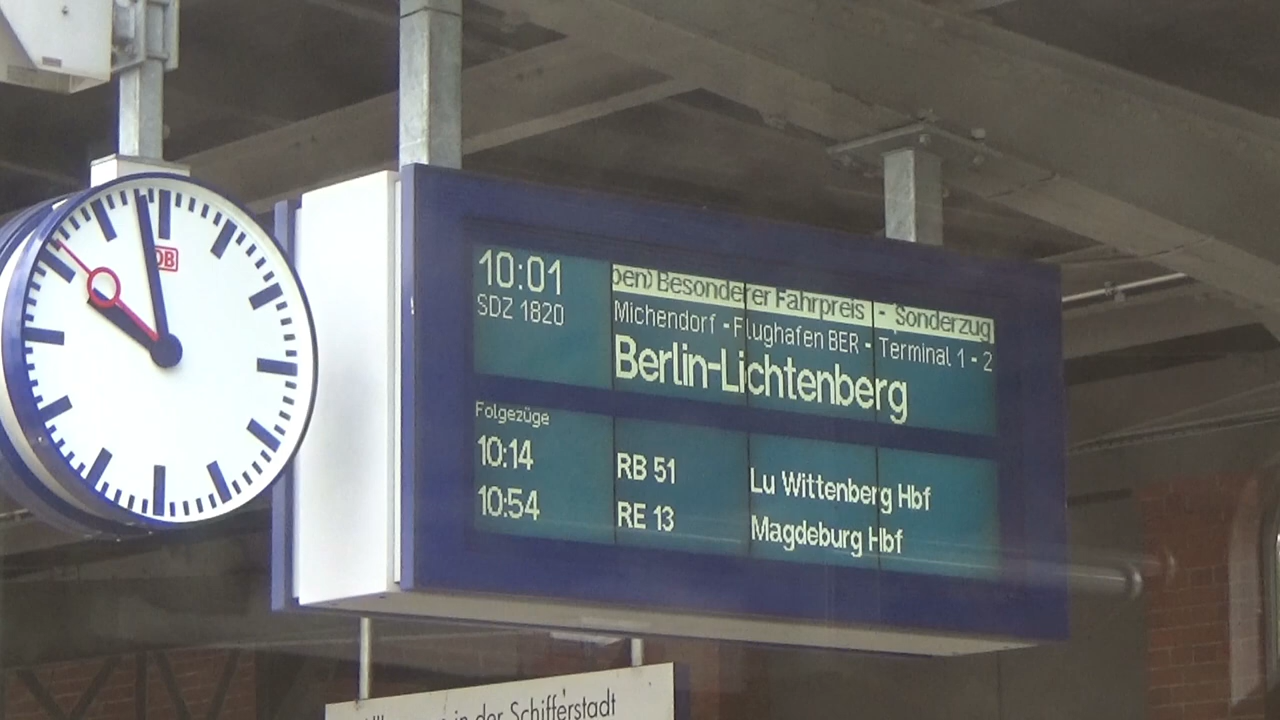 DB
10:01
ben) Besonderer Fahrpreis - Sonderzug
SDZ 1820
Michendorf - Flughafen BER - Terminal 1 - 2
Berlin-Lichtenberg
Folgezüge
10:14 RB 51 Lu Wittenberg Hbf
10:54 RE 13 Magdeburg Hbf
in der Schifferstadt